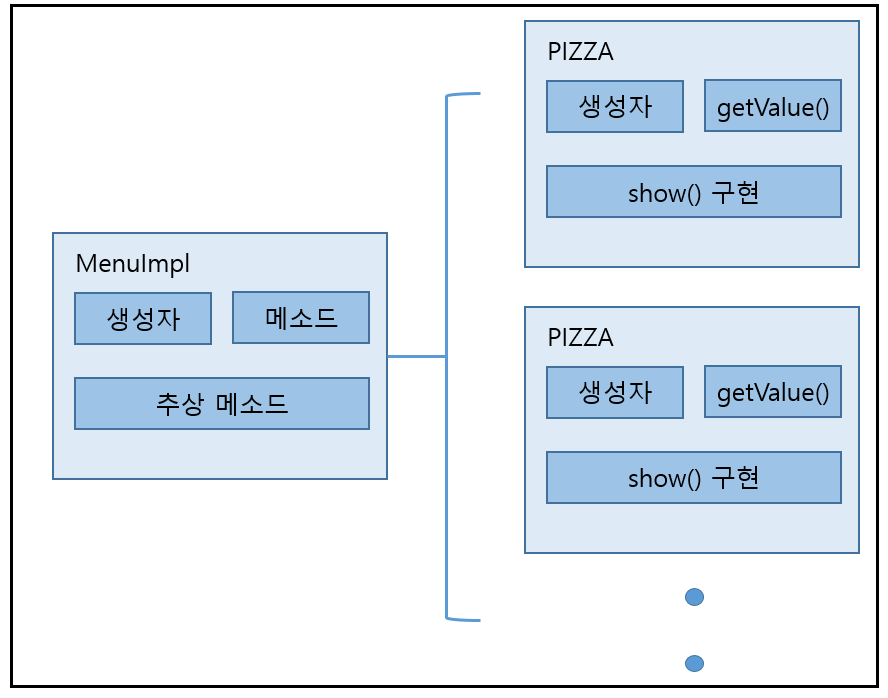 PIZZA
생성자
getValue()
show() 구현
MenuImpl
생성자
메소드
추상 메소드
PIZZA
생성자
getValue()
show() 구현